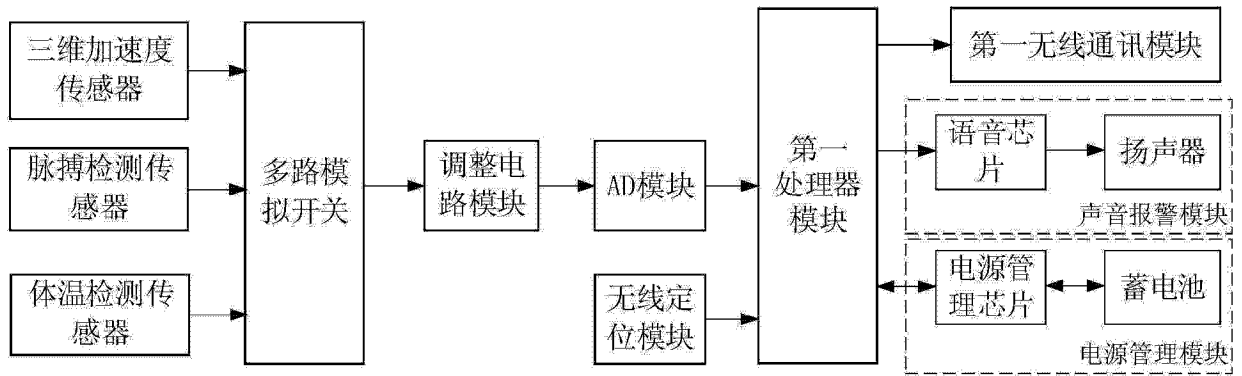 三维加速度
传感器
脉搏检测传
感器
体温检测传
感器
多路模
拟开关
调整电
路模块
AD模块
无线定
位模块
第一
处理器
模块
第一无线通讯模块
语音芯
片
扬声器
声音报警模块
电源管
理芯片
蓄电池
电源管理模块